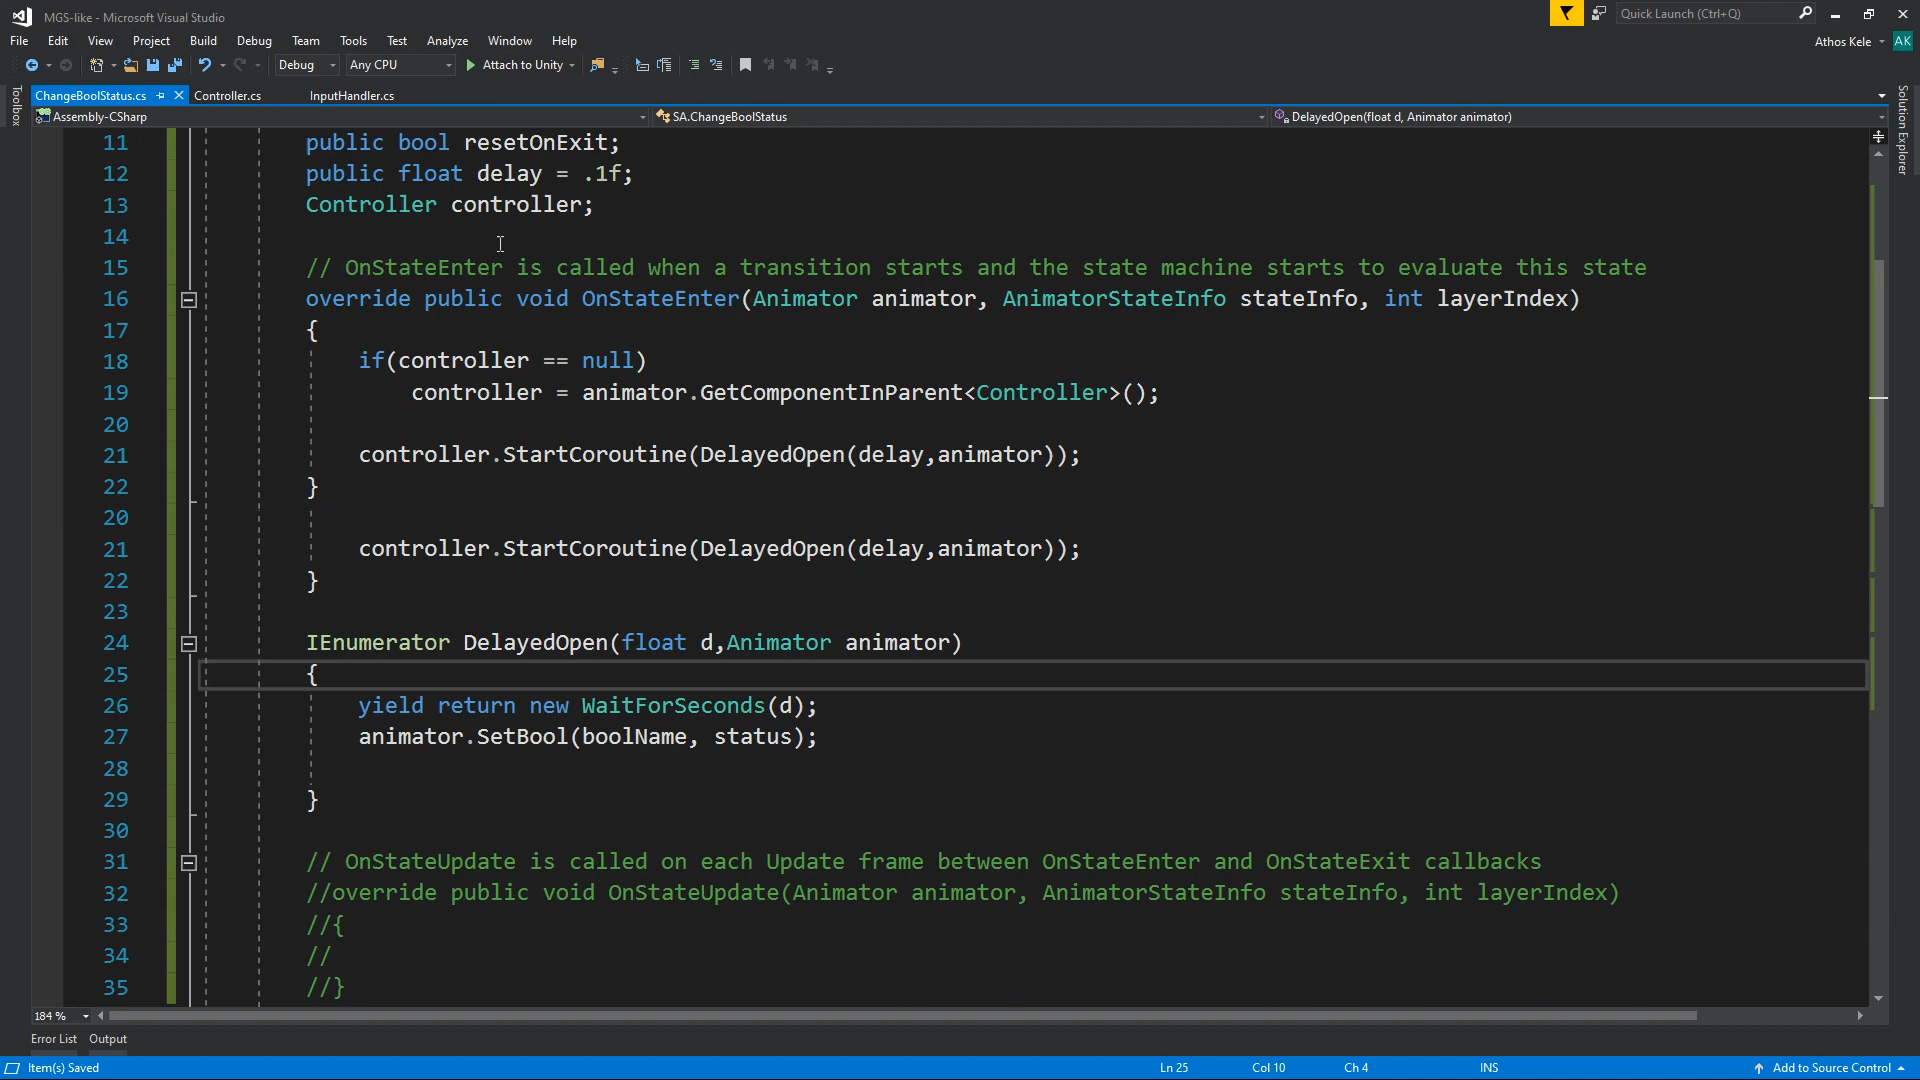 MGS-like - Microsoft Visual Studio
Quick Launch (Ctrl+Q)
File Edit View Project Build Debug Team Tools Test Analyze Window Help
Athos Kele AK
Debug Any CPU Attach to Unity
Toolbox
ChangeBoolStatus.cs Controller.cs InputHandler.cs
Solution Explorer
Assembly-CSharp SA.ChangeBoolStatus DelayedOpen(float d, Animator animator)
11 public bool resetOnExit;
12 public float delay = .1f;
13 Controller controller;
14
15 // OnStateEnter is called when a transition starts and the state machine starts to evaluate this state
16 override public void OnStateEnter(Animator animator, AnimatorStateInfo stateInfo, int layerIndex)
17 {
18 if(controller == null)
19 controller = animator.GetComponentInParent<Controller>();
20
21 controller.StartCoroutine(DelayedOpen(delay,animator));
22 }
20
21 controller.StartCoroutine(DelayedOpen(delay,animator));
22 }
23
24 IEnumerator DelayedOpen(float d,Animator animator)
25 {
26 yield return new WaitForSeconds(d);
27 animator.SetBool(boolName, status);
28
29 }
30
31 // OnStateUpdate is called on each Update frame between OnStateEnter and OnStateExit callbacks
32 //override public void OnStateUpdate(Animator animator, AnimatorStateInfo stateInfo, int layerIndex)
33 //{
34 //
35 //}
184 %
Error List Output
Item(s) Saved Ln 25 Col 10 Ch 4 INS Add to Source Control